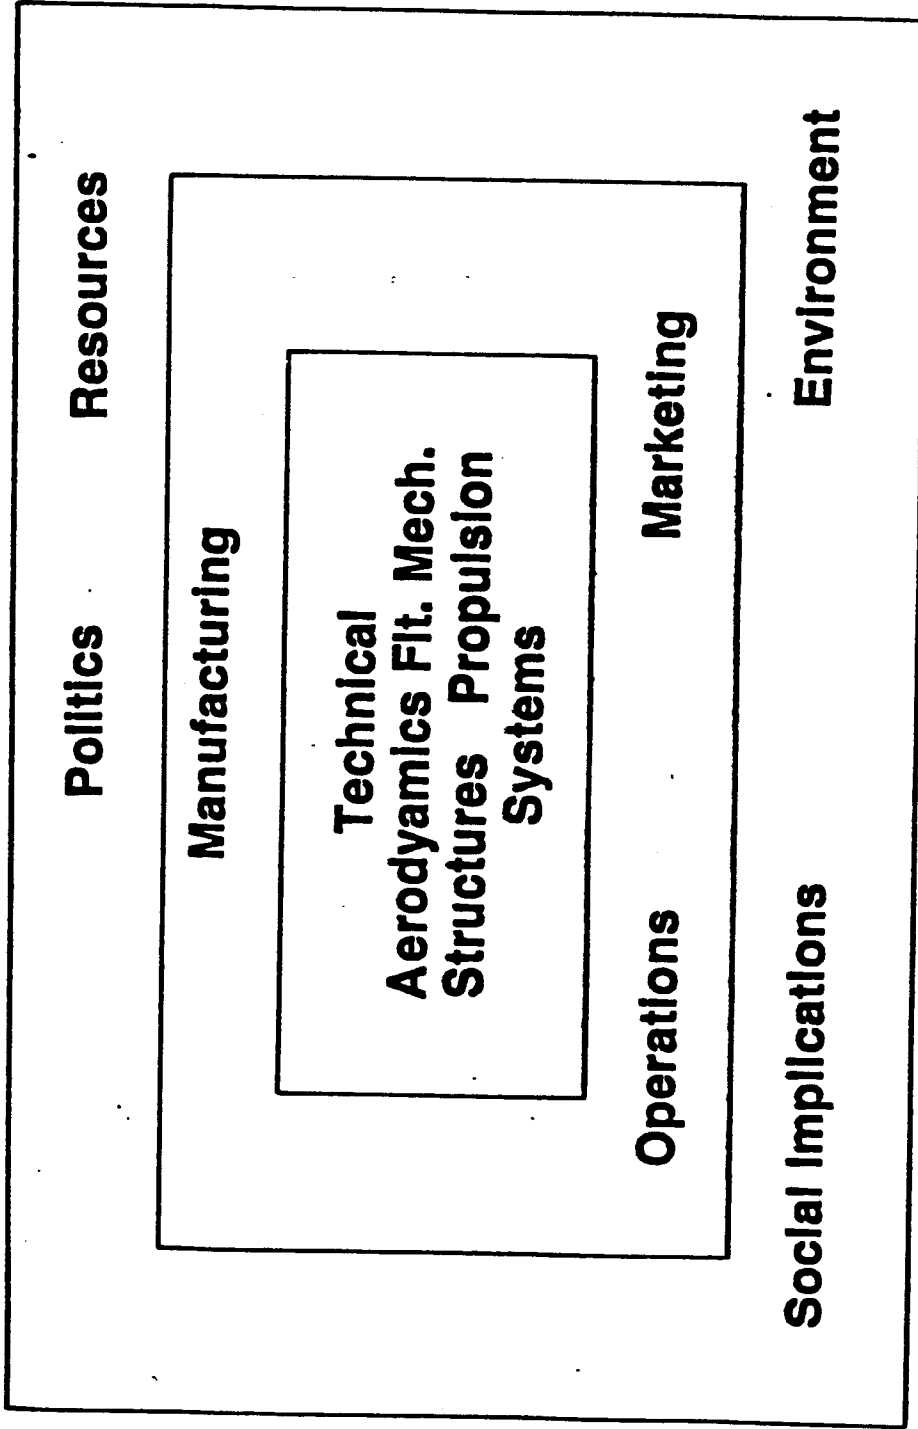 Politics Resources
Manufacturing
Technical
Aerodyamics Flt. Mech.
Structures Propulsion
Systems
Operations Marketing
Social Implications Environment